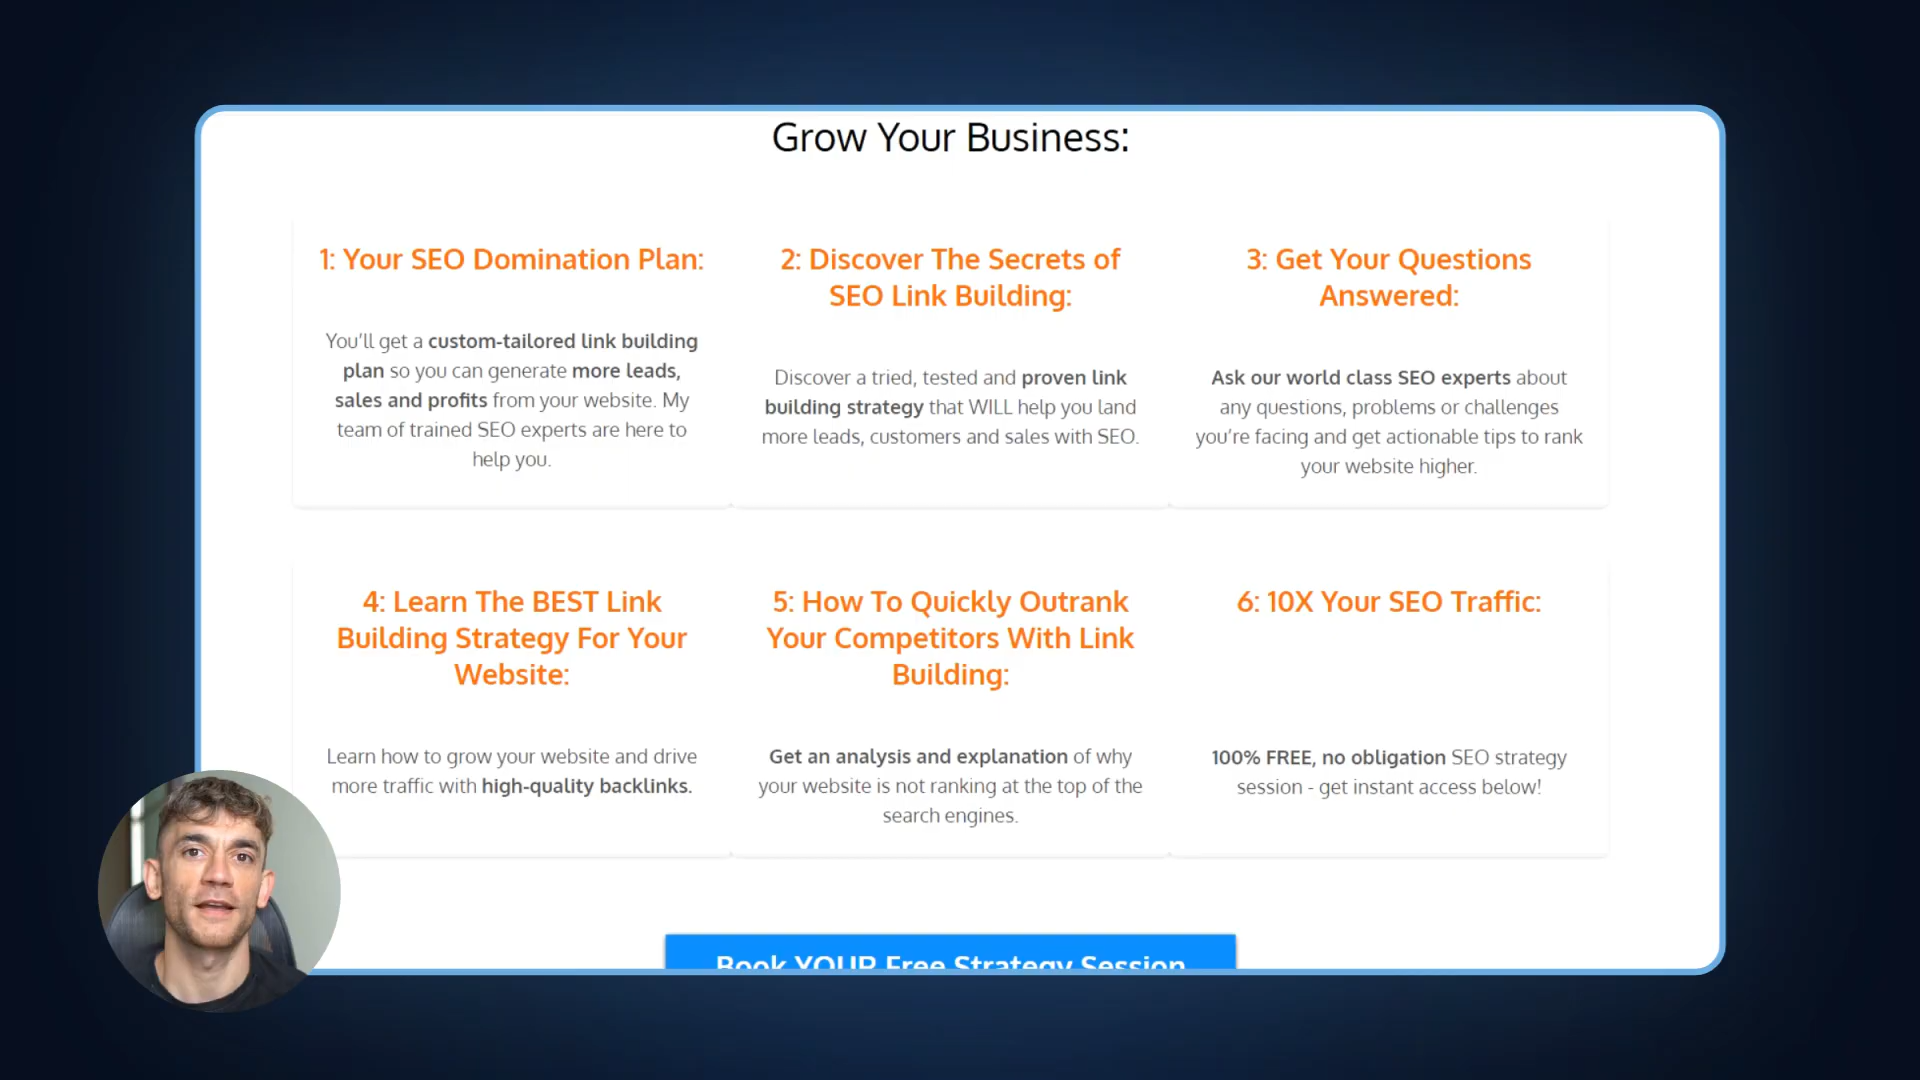 Grow Your Business:
1: Your SEO Domination Plan:
You’ll get a custom-tailored link building
plan so you can generate more leads,
sales and profits from your website. My
team of trained SEO experts are here to
help you.
2: Discover The Secrets of
SEO Link Building:
Discover a tried, tested and proven link
building strategy that WILL help you land
more leads, customers and sales with SEO.
3: Get Your Questions
Answered:
Ask our world class SEO experts about
any questions, problems or challenges
you’re facing and get actionable tips to rank
your website higher.
4: Learn The BEST Link
Building Strategy For Your
Website:
Learn how to grow your website and drive
more traffic with high-quality backlinks.
5: How To Quickly Outrank
Your Competitors With Link
Building:
Get an analysis and explanation of why
your website is not ranking at the top of the
search engines.
6: 10X Your SEO Traffic:
100% FREE, no obligation SEO strategy
session - get instant access below!
Book YOUR Free Strategy Session